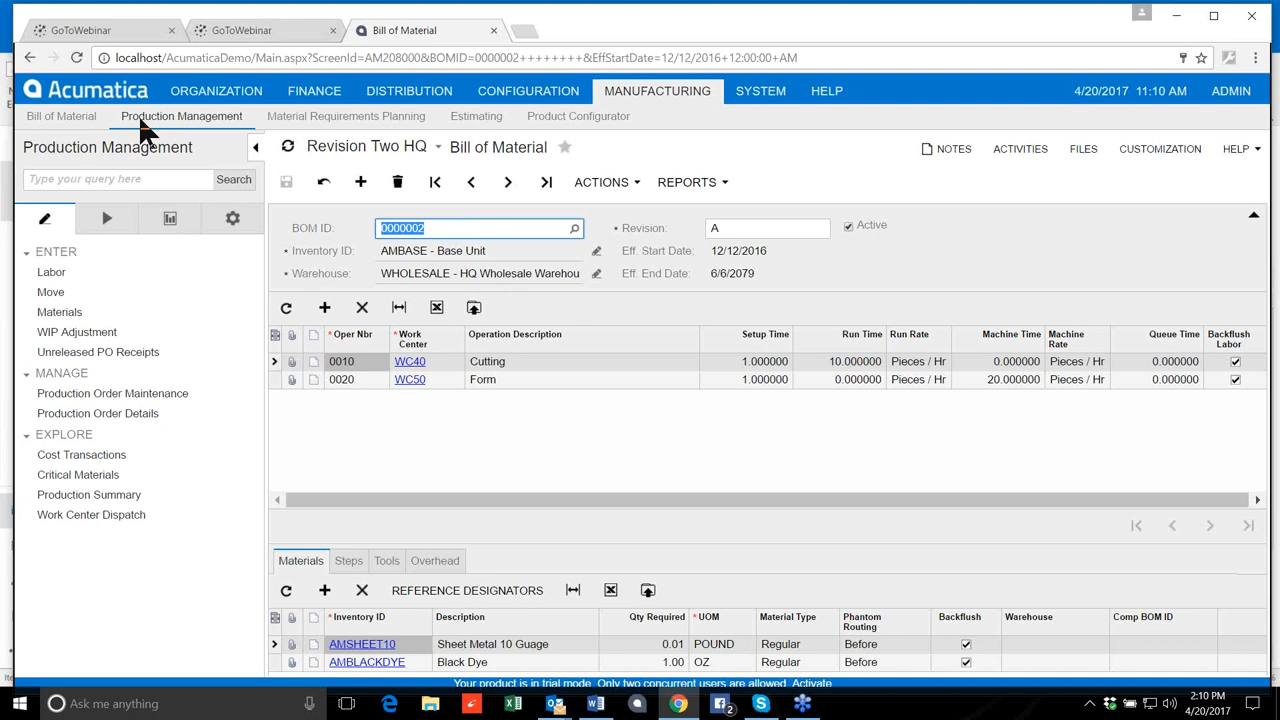 GoToWebinar
GoToWebinar
Bill of Material
localhost/AcumaticaDemo/Main.aspx?ScreenId=AM208000&BOMID=0000002++++++++&EffStartDate=12/12/2016+12:00:00+AM
Acumatica ORGANIZATION FINANCE DISTRIBUTION CONFIGURATION MANUFACTURING SYSTEM HELP 4/20/2017 11:10 AM ADMIN
Bill of Material Production Management Material Requirements Planning Estimating Product Configurator
Production Management
Type your query here Search
ENTER
Labor
Move
Materials
WIP Adjustment
Unreleased PO Receipts
MANAGE
Production Order Maintenance
Production Order Details
EXPLORE
Cost Transactions
Critical Materials
Production Summary
Work Center Dispatch
Revision Two HQ Bill of Material
NOTES ACTIVITIES FILES CUSTOMIZATION HELP
ACTIONS REPORTS
BOM ID: 0000002 Revision: A Active
Inventory ID: AMBASE - Base Unit Eff. Start Date: 12/12/2016
Warehouse: WHOLESALE - HQ Wholesale Warehou Eff. End Date: 6/6/2079
Oper Nbr Work Center Operation Description Setup Time Run Time Run Rate Machine Time Machine Rate Queue Time Backflush Labor
0010 WC40 Cutting 1.000000 10.000000 Pieces / Hr 0.000000 Pieces / Hr 0.000000
0020 WC50 Form 1.000000 0.000000 Pieces / Hr 20.000000 Pieces / Hr 0.000000
Materials Steps Tools Overhead
REFERENCE DESIGNATORS
Inventory ID Description Qty Required UOM Material Type Phantom Routing Backflush Warehouse Comp BOM ID
AMSHEET10 Sheet Metal 10 Guage 0.01 POUND Regular Before
AMBLACKDYE Black Dye 1.00 OZ Regular Before
Your product is in trial mode. Only two concurrent users are allowed. Activate
Ask me anything
2
2:10 PM
4/20/2017